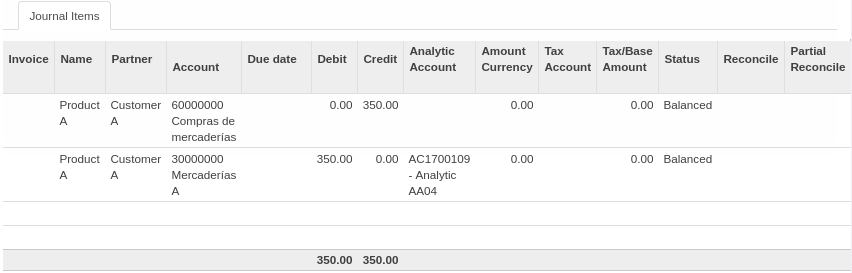 Journal Items
Invoice Name Partner Account Due date Debit Credit Analytic Account Amount Currency Tax Account Tax/Base Amount Status Reconcile Partial Reconcile
Product A Customer A 60000000 Compras de mercaderías 0.00 350.00 0.00 0.00 Balanced
Product A Customer A 30000000 Mercaderías A 350.00 0.00 AC1700109 - Analytic AA04 0.00 0.00 Balanced
350.00 350.00